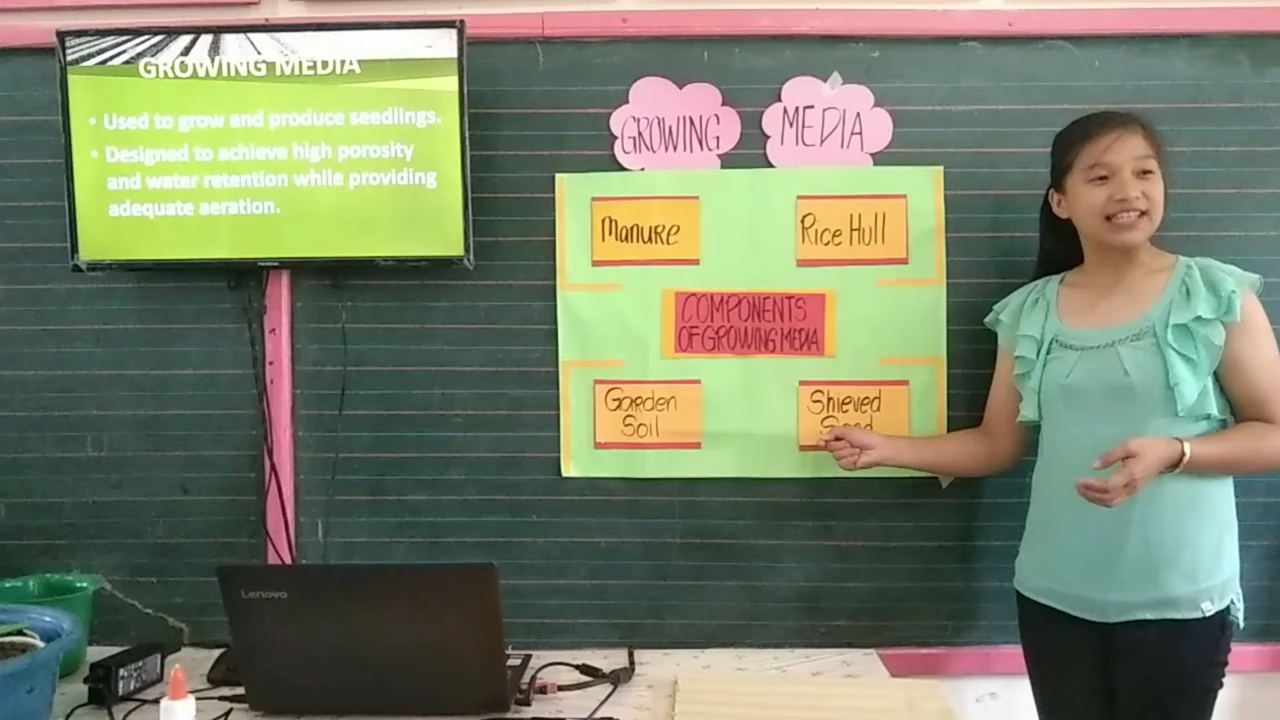 GROWING MEDIA
• Used to grow and produce seedlings.
• Designed to achieve high porosity
and water retention while providing
adequate aeration.
GROWING MEDIA
Manure
Rice Hull
COMPONENTS
OF GROWING MEDIA
Garden
Soil
Shieved
Lenovo